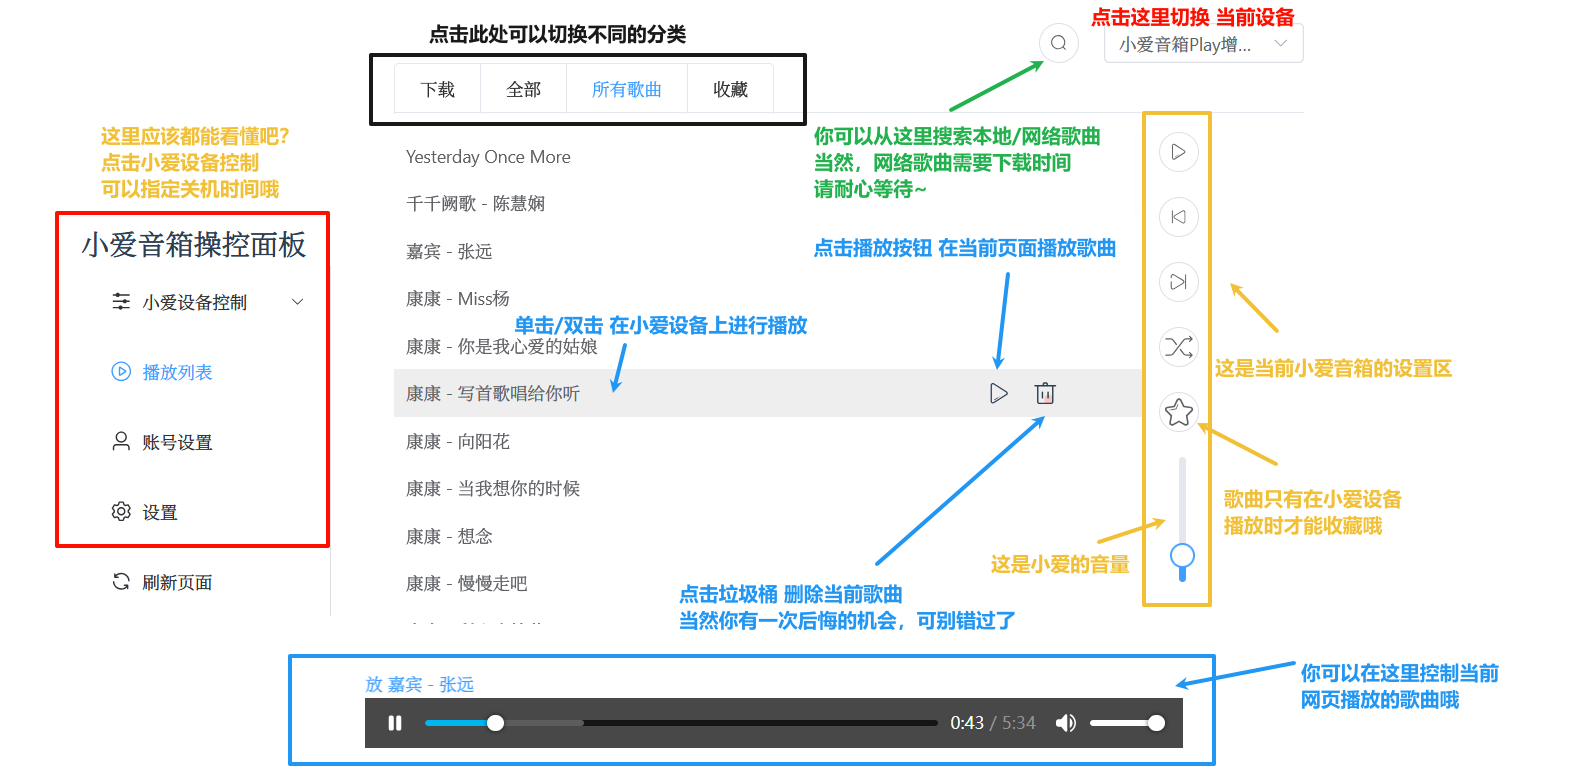 点击这里切换 当前设备
点击此处可以切换不同的分类
小爱音箱Play增...
下载
全部
所有歌曲
收藏
这里应该都能看懂吧？
点击小爱设备控制
可以指定关机时间哦
你可以从这里搜索本地/网络歌曲
当然，网络歌曲需要下载时间
请耐心等待~
小爱音箱操控面板
小爱设备控制
播放列表
账号设置
设置
刷新页面
Yesterday Once More
千千阙歌 - 陈慧娴
嘉宾 - 张远
康康 - Miss杨
康康 - 你是我心爱的姑娘
康康 - 写首歌唱给你听
康康 - 向阳花
康康 - 当我想你的时候
康康 - 想念
康康 - 慢慢走吧
点击播放按钮 在当前页面播放歌曲
单击/双击 在小爱设备上进行播放
这是当前小爱音箱的设置区
歌曲只有在小爱设备
播放时才能收藏哦
这是小爱的音量
点击垃圾桶 删除当前歌曲
当然你有一次后悔的机会，可别错过了
放 嘉宾 - 张远
0:43 / 5:34
你可以在这里控制当前
网页播放的歌曲哦